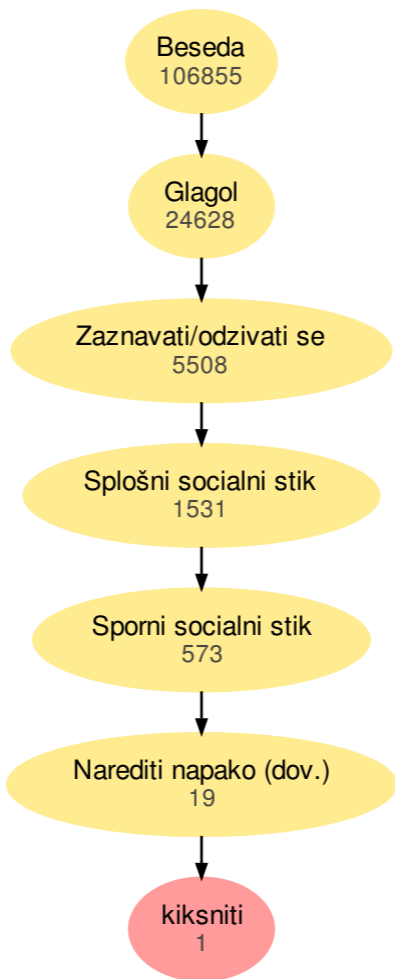 Beseda
106855
Glagol
24628
Zaznavati/odzivati se
5508
Splošni socialni stik
1531
Sporni socialni stik
573
Narediti napako (dov.)
19
kiksniti
1